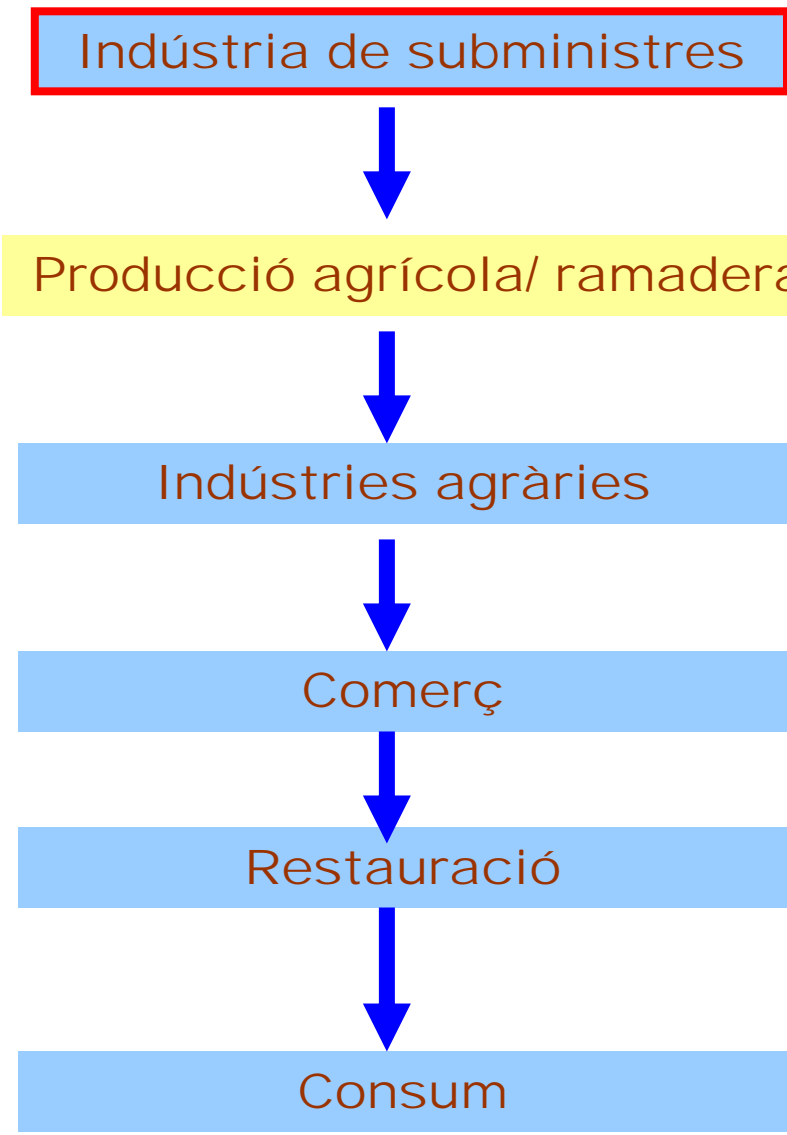 Indústria de subministres
Producció agrícola/ ramadera
Indústries agràries
Comerç
Restauració
Consum